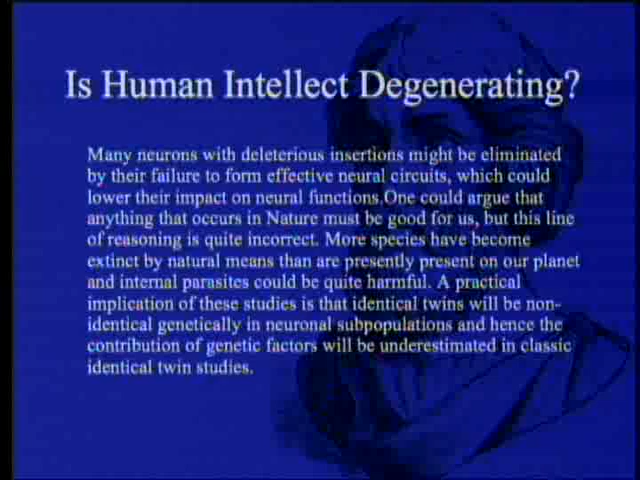 Is Human Intellect Degenerating?
Many neurons with deleterious insertions might be eliminated
by their failure to form effective neural circuits, which could
lower their impact on neural functions.One could argue that
anything that occurs in Nature must be good for us, but this line
of reasoning is quite incorrect. More species have become
extinct by natural means than are presently present on our planet
and internal parasites could be quite harmful. A practical
implication of these studies is that identical twins will be non-
identical genetically in neuronal subpopulations and hence the
contribution of genetic factors will be underestimated in classic
identical twin studies.